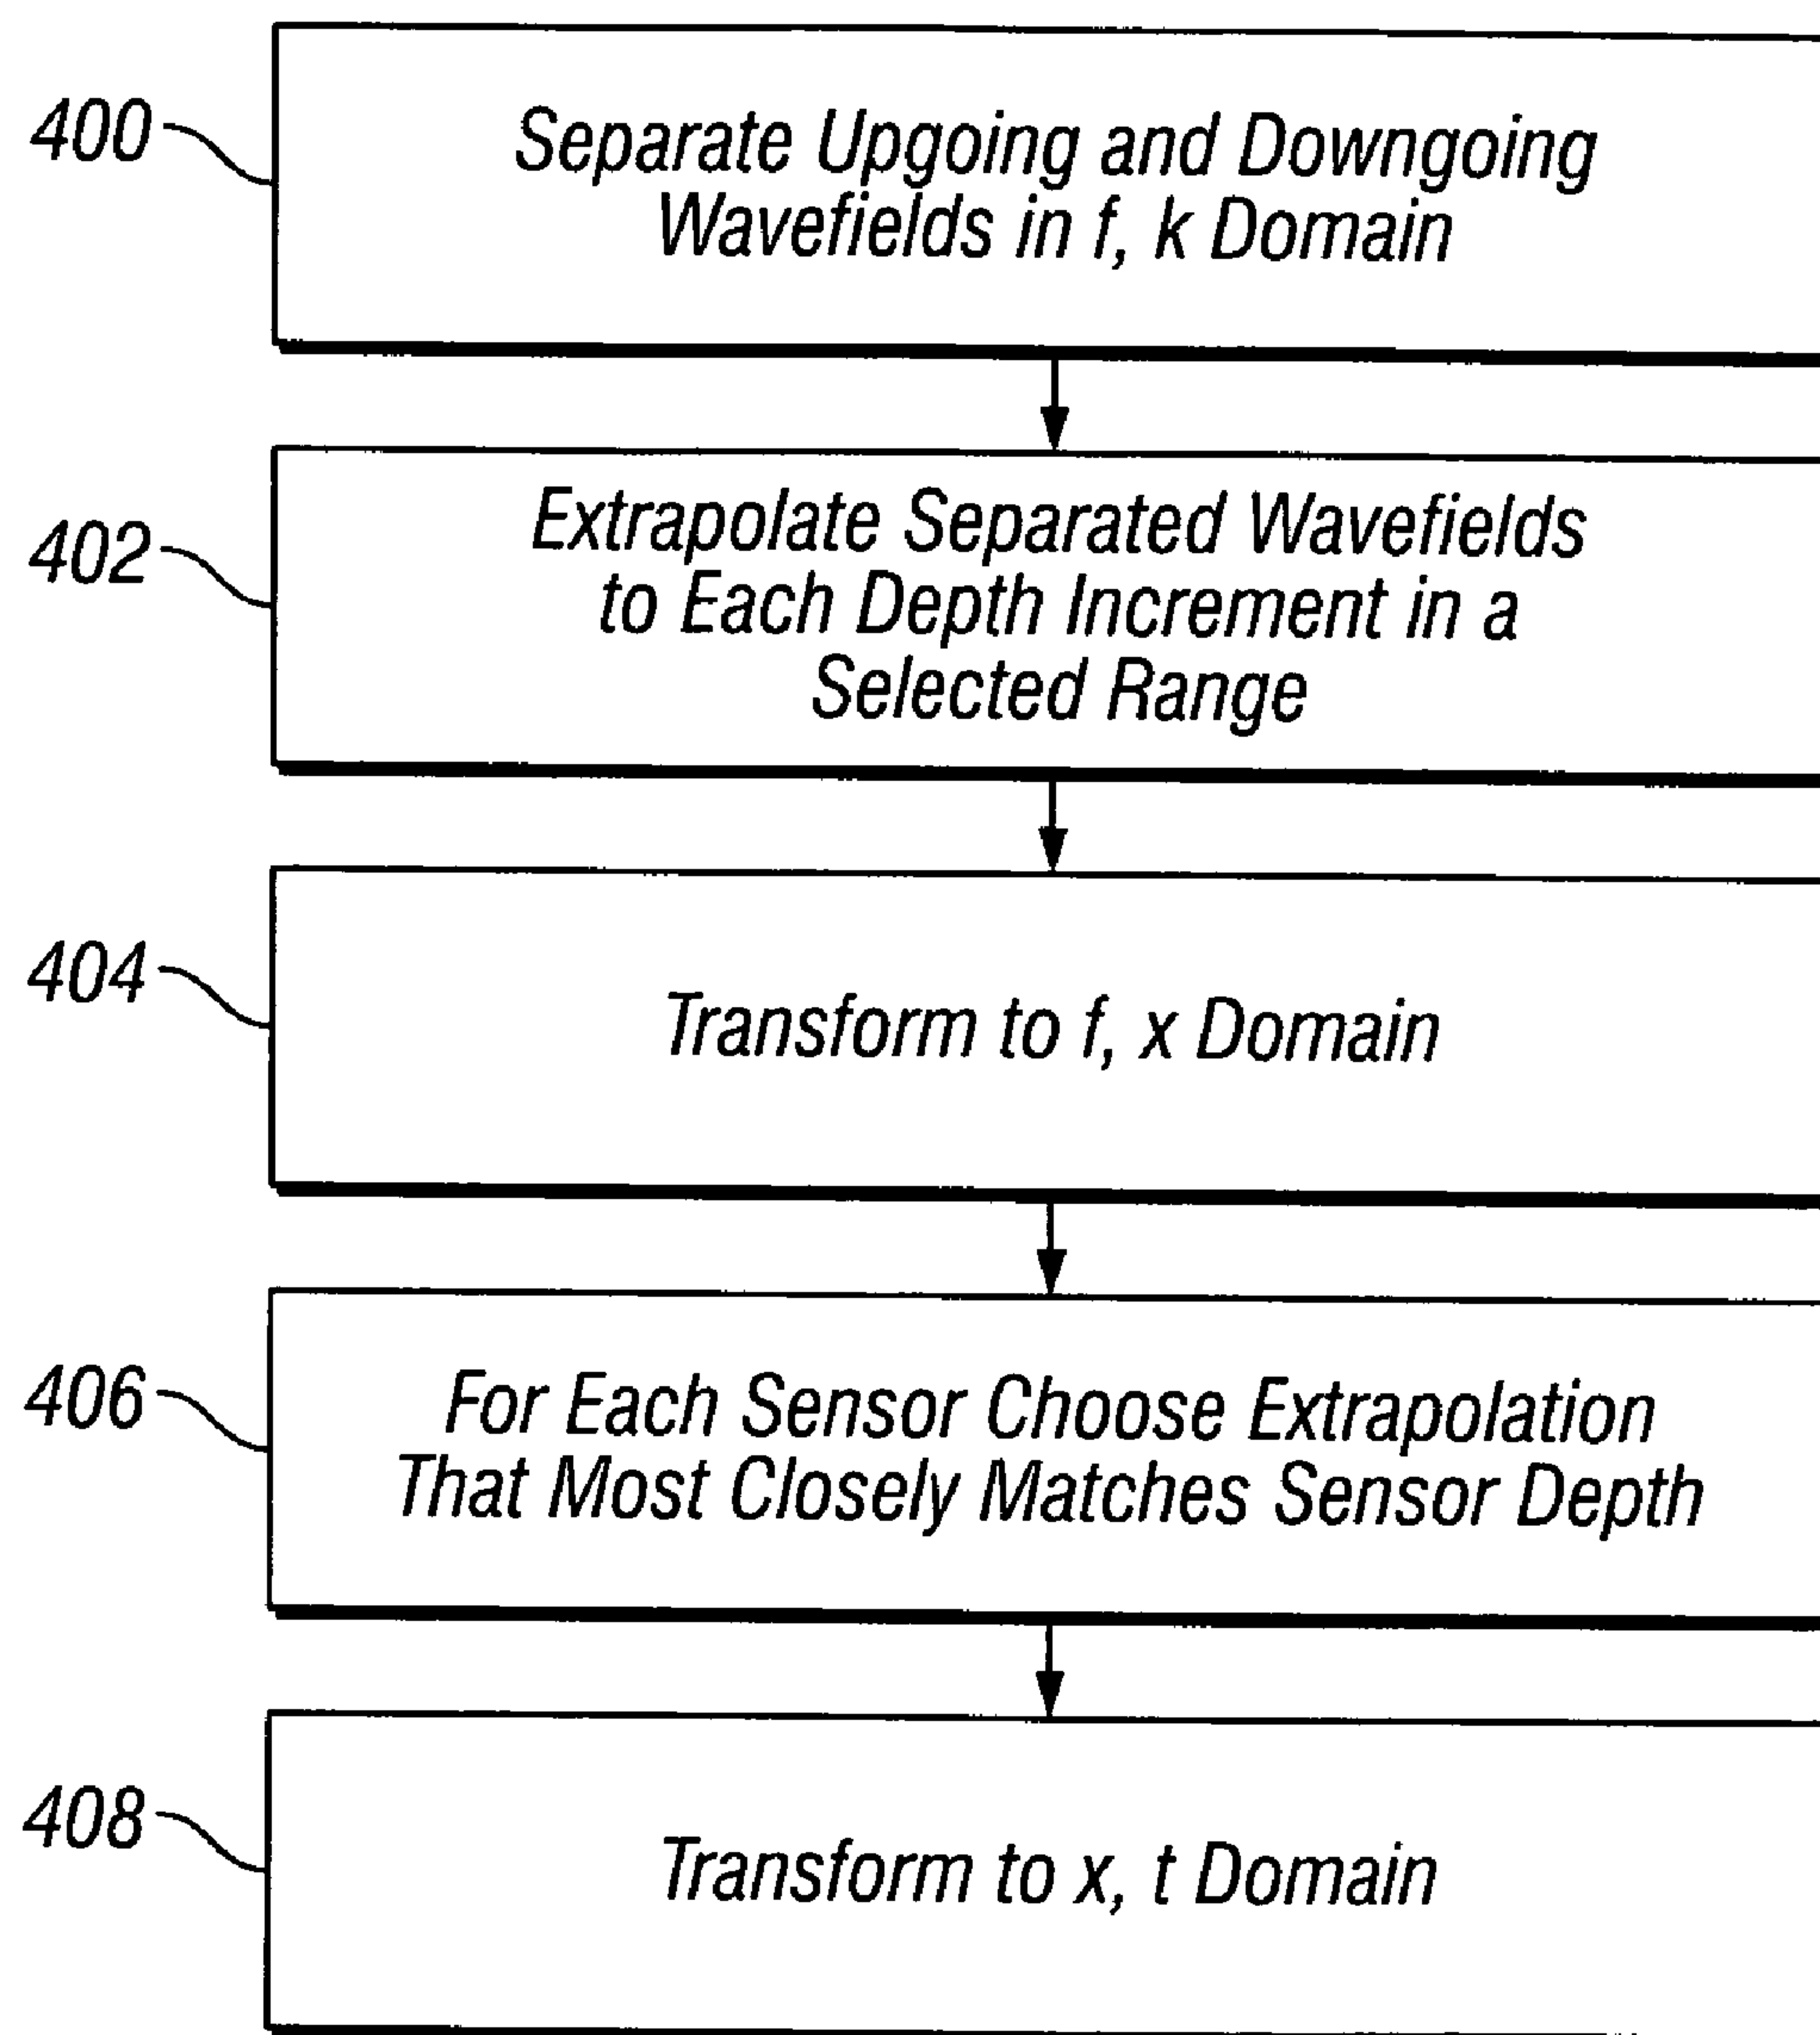 400
Separate Upgoing and Downgoing
Wavefields in f, k Domain
402
Extrapolate Separated Wavefields
to Each Depth Increment in a
Selected Range
404
Transform to f, x Domain
406
For Each Sensor Choose Extrapolation
That Most Closely Matches Sensor Depth
408
Transform to x, t Domain